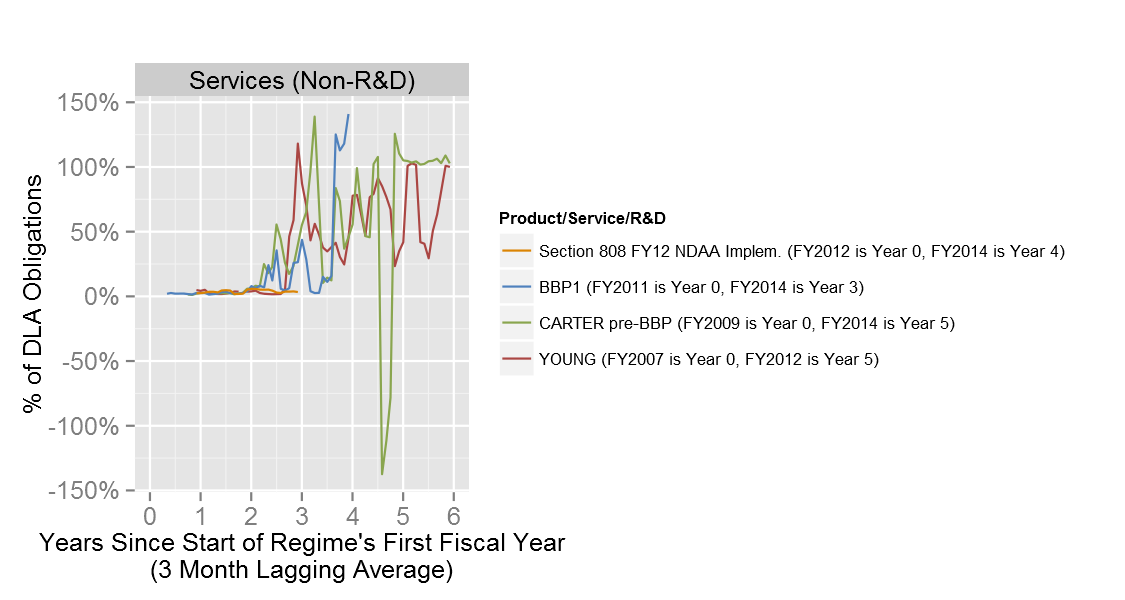 Services (Non-R&D)
150%
100%
50%
0%
-50%
-100%
-150%
% of DLA Obligations
0 1 2 3 4 5 6
Years Since Start of Regime's First Fiscal Year
(3 Month Lagging Average)
Product/Service/R&D
Section 808 FY12 NDAA Implem. (FY2012 is Year 0, FY2014 is Year 4)
BBP1 (FY2011 is Year 0, FY2014 is Year 3)
CARTER pre-BBP (FY2009 is Year 0, FY2014 is Year 5)
YOUNG (FY2007 is Year 0, FY2012 is Year 5)